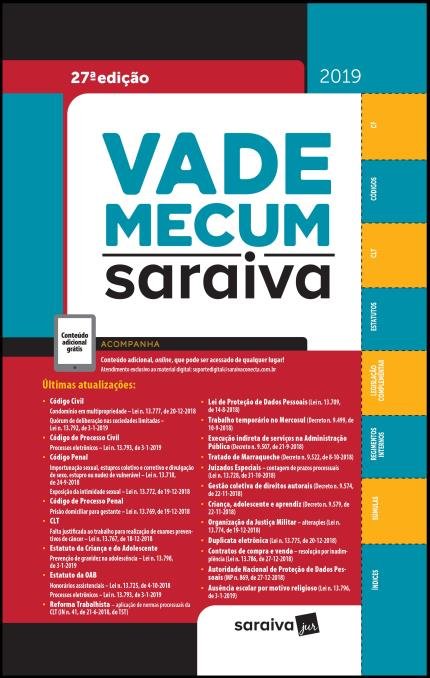 27ª edição
2019
VADE
MECUM
saraiva
CF
CÓDIGOS
CLT
ESTATUTOS
LEGISLAÇÃO
COMPLEMENTAR
REGIMENTOS
INTERNOS
SÚMULAS
ÍNDICES
Conteúdo
adicional
grátis
ACOMPANHA
Conteúdo adicional, online, que pode ser acessado de qualquer lugar!
Atendimento exclusivo ao material digital: suportedigital@saraivaconecta.com.br
Últimas atualizações:
• Código Civil
Condomínio em multipropriedade – Lei n. 13.777, de 20-12-2018
Quórum de deliberação nas sociedades limitadas –
Lei n. 13.792, de 3-1-2019
• Código de Processo Civil
Processos eletrônicos – Lei n. 13.793, de 3-1-2019
• Código Penal
Importunação sexual, estupros coletivo e corretivo e divulgação
de sexo, estupro ou nudez de vulnerável – Lei n. 13.718,
de 24-9-2018
Exposição da intimidade sexual – Lei n. 13.772, de 19-12-2018
• Código de Processo Penal
Prisão domiciliar para gestante – Lei n. 13.769, de 19-12-2018
• CLT
Falta justificada ao trabalho para realização de exames preven-
tivos de câncer – Lei n. 13.767, de 18-12-2018
• Estatuto da Criança e do Adolescente
Prevenção de gravidez na adolescência – Lei n. 13.798,
de 3-1-2019
• Estatuto da OAB
Honorários assistenciais – Lei n. 13.725, de 4-10-2018
Processos eletrônicos – Lei n. 13.793, de 3-1-2019
• Reforma Trabalhista – aplicação de normas processuais da
CLT (IN n. 41, de 21-6-2018, do TST)
• Lei de Proteção de Dados Pessoais (Lei n. 13.709,
de 14-8-2018)
• Trabalho temporário no Mercosul (Decreto n. 9.499, de
10-9-2018)
• Execução indireta de serviços na Administração
Pública (Decreto n. 9.507, de 21-9-2018)
• Tratado de Marraqueche (Decreto n. 9.522, de 8-10-2018)
• Juizados Especiais – contagem de prazos processuais
(Lei n. 13.728, de 31-10-2018)
• Gestão coletiva de direitos autorais (Decreto n. 9.574,
de 22-11-2018)
• Criança, adolescente e aprendiz (Decreto n. 9.579, de
22-11-2018)
• Organização da Justiça Militar – alterações (Lei n.
13.774, de 19-12-2018)
• Duplicata eletrônica (Lei n. 13.775, de 20-12-2018)
• Contratos de compra e venda – resolução por inadim-
plência (Lei n. 13.786, de 27-12-2018)
• Autoridade Nacional de Proteção de Dados Pes-
soais (MP n. 869, de 27-12-2018)
• Ausência escolar por motivo religioso (Lei n. 13.796,
de 3-1-2019)
saraiva jur